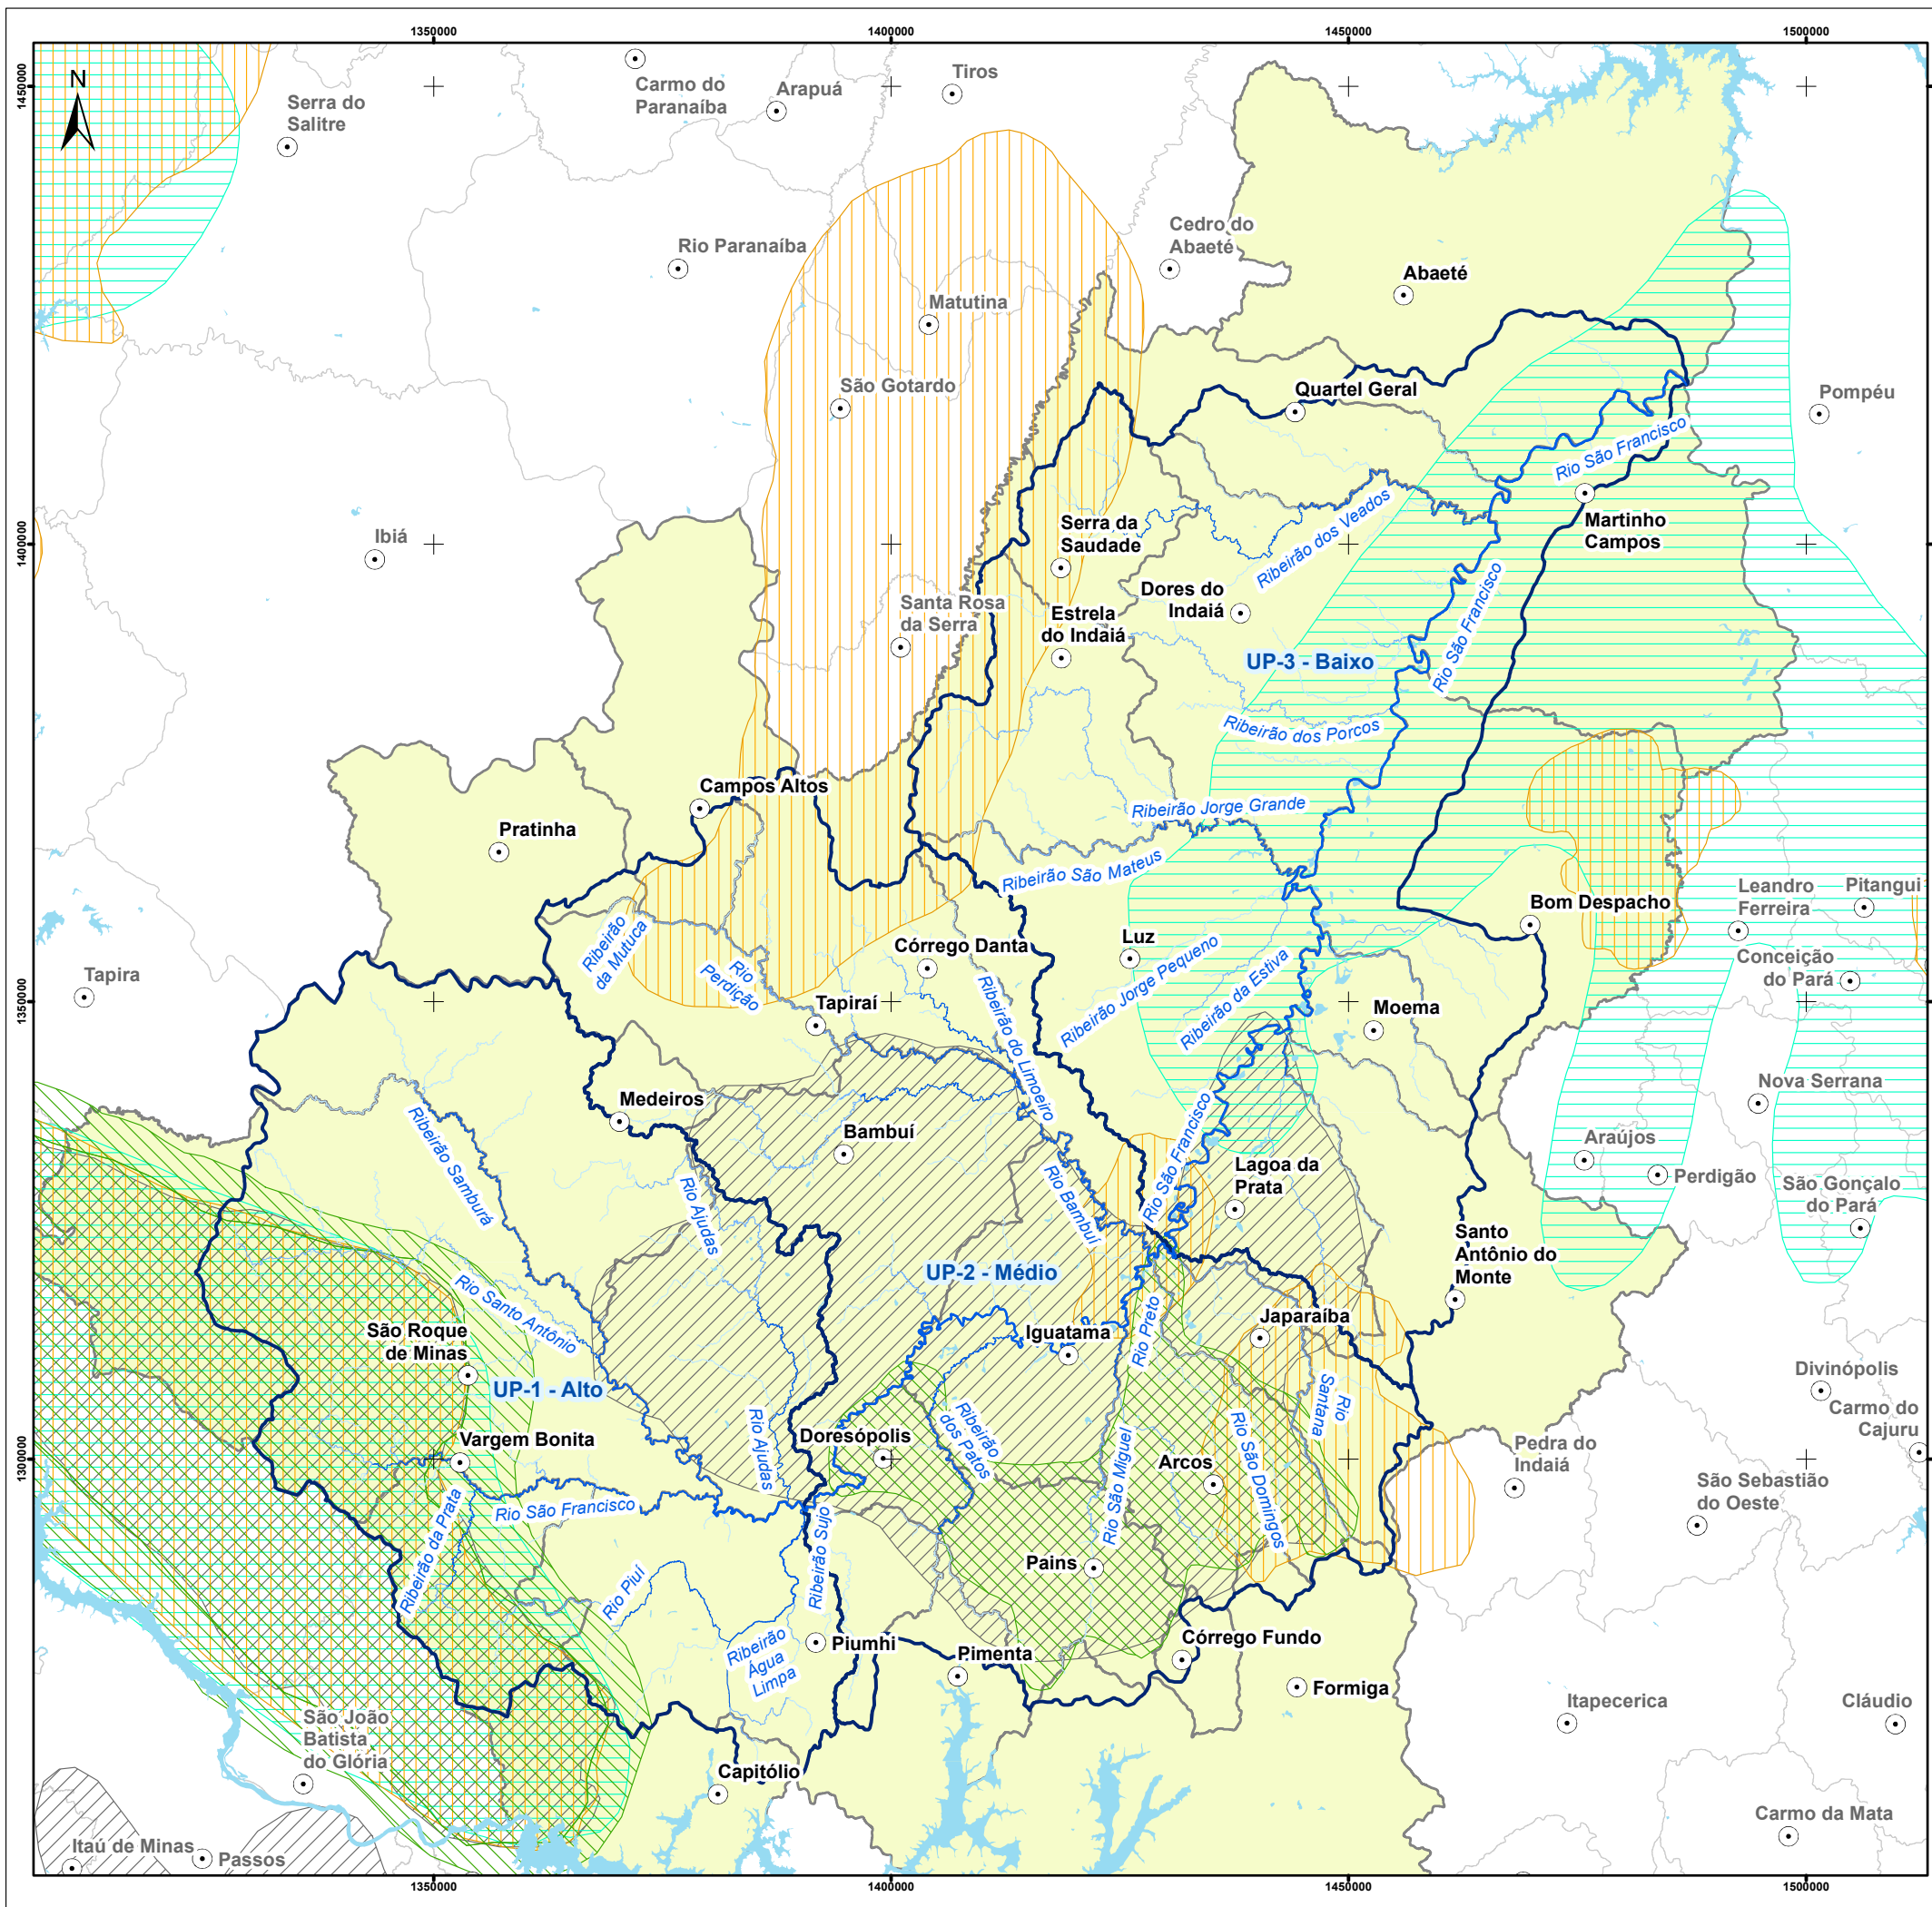 1350000
1400000
1450000
1500000
1450000
1400000
1350000
1300000
N
Serra do
Salitre
Carmo do
Paranaíba
Arapuá
Tiros
Rio Paranaíba
Cedro do
Abaeté
Abaeté
Matutina
São Gotardo
Quartel Geral
Pompéu
Rio São Francisco
Ibiá
Serra da
Saudade
Ribeirão dos Veados
Martinho
Campos
Santa Rosa
da Serra
Estrela
do Indaiá
Dores do
Indaiá
UP-3 - Baixo
Rio São Francisco
Ribeirão dos Porcos
Campos Altos
Ribeirão Jorge Grande
Pratinha
Ribeirão São Mateus
Bom Despacho
Leandro
Ferreira
Pitangui
Ribeirão
da Mutuca
Rio
Perdição
Córrego Danta
Luz
Ribeirão Jorge Pequeno
Ribeirão da Estiva
Conceição
do Pará
Tapira
Tapiraí
Ribeirão do Limoeiro
Moema
Medeiros
Nova Serrana
Ribeirão Samburá
Bambuí
Rio São Francisco
Araújos
Perdigão
Rio Ajudas
Rio Bambuí
Lagoa da
Prata
São Gonçalo
do Pará
Rio Santo Antônio
UP-2 - Médio
Santo
Antônio do
Monte
São Roque
de Minas
Iguatama
Rio Preto
Japaraíba
UP-1 - Alto
Divinópolis
Carmo do
Cajuru
Vargem Bonita
Rio Ajudas
Doresópolis
Ribeirão
dos Patos
Rio São Miguel
Arcos
Rio São Domingos
Rio
Santana
Pedra do
Indaiá
São Sebastião
do Oeste
Ribeirão da Prata
Rio São Francisco
Ribeirão Sujo
Rio Piuí
Pains
Ribeirão
Água
Limpa
Piumhi
Pimenta
Córrego Fundo
Formiga
Itapecerica
Cláudio
São João
Batista
do Glória
Capitólio
Itaú de Minas
Passos
Carmo da Mata
1350000
1400000
1450000
1500000